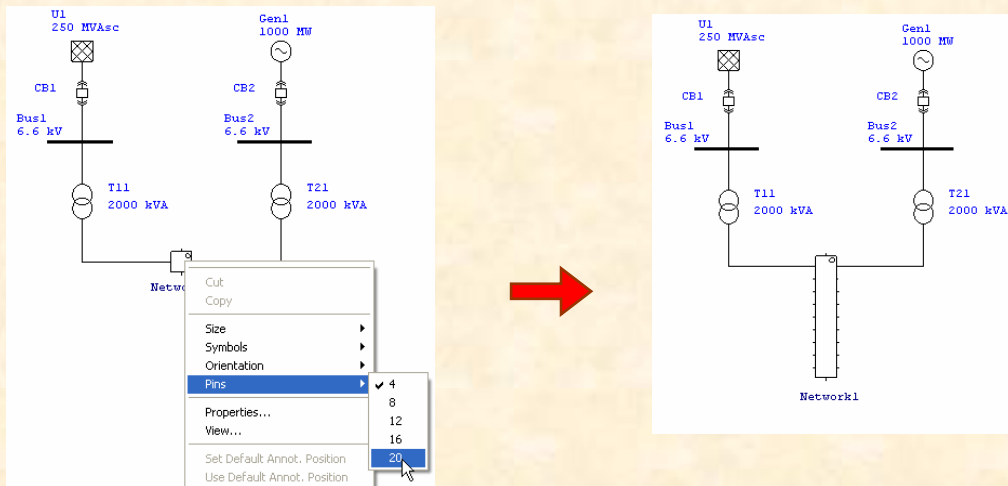 U1
250 MVAsc
Gen1
1000 MW
CB1
CB2
Bus1
6.6 kV
Bus2
6.6 kV
T11
2000 kVA
T21
2000 kVA
Netwo
Cut
Copy
Size
Symbols
Orientation
Pins
Properties...
View...
Set Default Annot. Position
Use Default Annot. Position
4
8
12
16
20
U1
250 MVAsc
Gen1
1000 MW
CB1
CB2
Bus1
6.6 kV
Bus2
6.6 kV
T11
2000 kVA
T21
2000 kVA
Network1